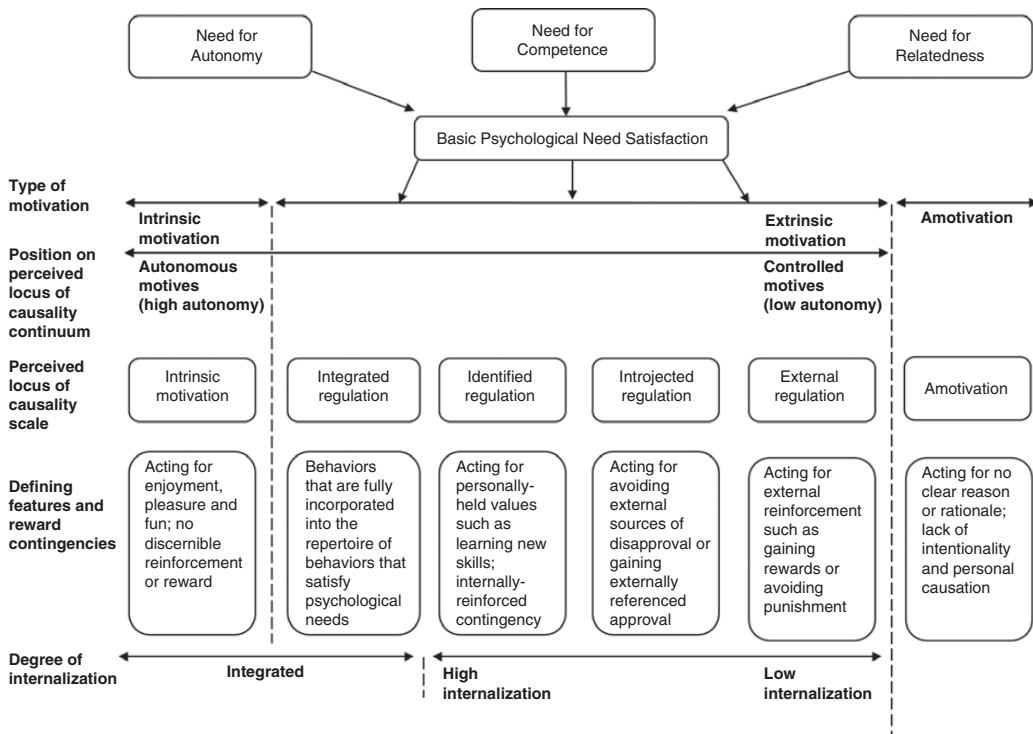 Need for
Autonomy
Need for
Competence
Need for
Relatedness
Basic Psychological Need Satisfaction
Type of
motivation
Intrinsic
motivation
Extrinsic
motivation
Amotivation
Position on
perceived
locus of
causality
continuum
Autonomous
motives
(high autonomy)
Controlled
motives
(low autonomy)
Perceived
locus of
causality
scale
Intrinsic
motivation
Integrated
regulation
Identified
regulation
Introjected
regulation
External
regulation
Amotivation
Defining
features and
reward
contingencies
Acting for
enjoyment,
pleasure and
fun; no
discernible
reinforcement
or reward
Behaviors
that are fully
incorporated
into the
repertoire of
behaviors that
satisfy
psychological
needs
Acting for
personally-
held values
such as
learning new
skills;
internally-
reinforced
contingency
Acting for
avoiding
external
sources of
disapproval or
gaining
externally
referenced
approval
Acting for
external
reinforcement
such as
gaining
rewards or
avoiding
punishment
Acting for no
clear reason
or rationale;
lack of
intentionality
and personal
causation
Degree of
internalization
Integrated
High
internalization
Low
internalization